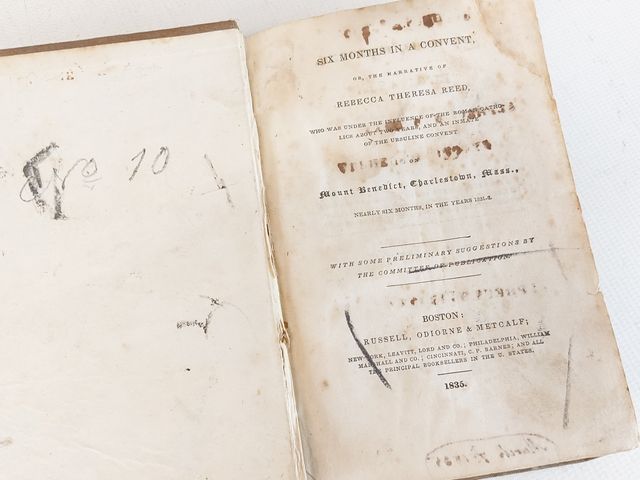 No 10
SIX MONTHS IN A CONVENT,
OR, THE NARRATIVE OF
REBECCA THERESA REED,
WHO WAS UNDER THE INFLUENCE OF THE ROMAN CATHO-
LICS ABOUT TWO YEARS, AND AN INMATE
OF THE URSULINE CONVENT
ON
Mount Benedict, Charlestown, Mass.,
NEARLY SIX MONTHS, IN THE YEARS 1831-2.
WITH SOME PRELIMINARY SUGGESTIONS BY
THE COMMITTEE OF PUBLICATION.
BOSTON:
RUSSELL, ODIORNE & METCALF;
NEW-YORK, LEAVITT, LORD AND CO.; PHILADELPHIA, WILLIAM
MARSHALL AND CO.; CINCINNATI, C. P. BARNES; AND ALL
THE PRINCIPAL BOOKSELLERS IN THE U. STATES.
1835.